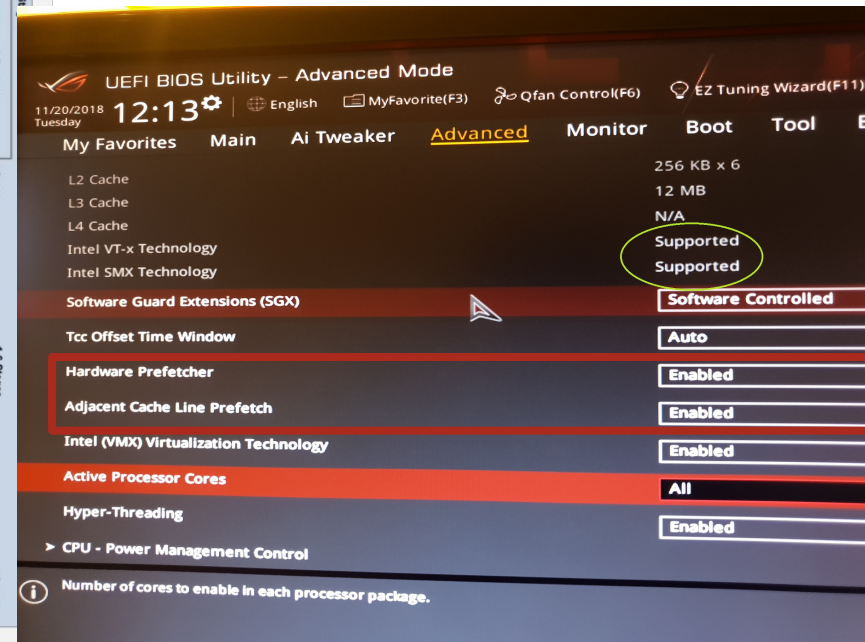 UEFI BIOS Utility – Advanced Mode
11/20/2018 Tuesday 12:13 English MyFavorite(F3) Qfan Control(F6) EZ Tuning Wizard(F11)
My Favorites Main Ai Tweaker Advanced Monitor Boot Tool
L2 Cache 256 KB x 6
L3 Cache 12 MB
L4 Cache N/A
Intel VT-x Technology Supported
Intel SMX Technology Supported
Software Guard Extensions (SGX) Software Controlled
Tcc Offset Time Window Auto
Hardware Prefetcher Enabled
Adjacent Cache Line Prefetch Enabled
Intel (VMX) Virtualization Technology Enabled
Active Processor Cores All
Hyper-Threading Enabled
> CPU - Power Management Control
Number of cores to enable in each processor package.